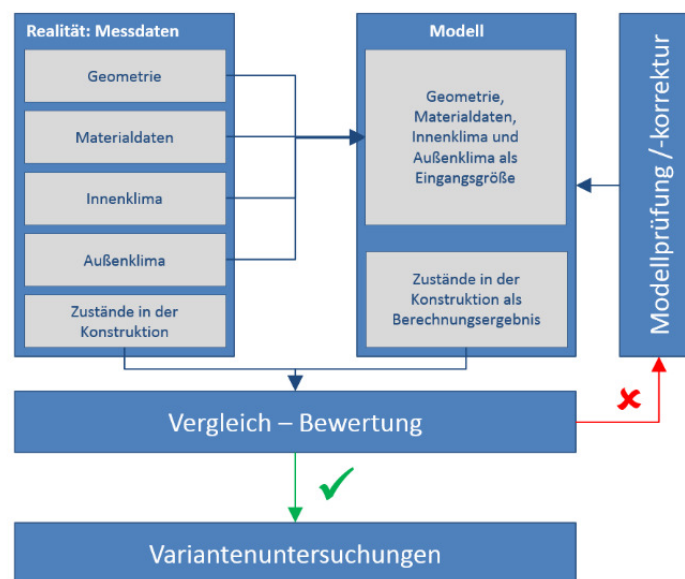 Realität: Messdaten
Geometrie
Materialdaten
Innenklima
Außenklima
Zustände in der
Konstruktion
Modell
Geometrie,
Materialdaten,
Innenklima und
Außenklima als
Eingangsgröße
Zustände in der
Konstruktion als
Berechnungsergebnis
Modellprüfung /-korrektur
Vergleich – Bewertung
Variantenuntersuchungen